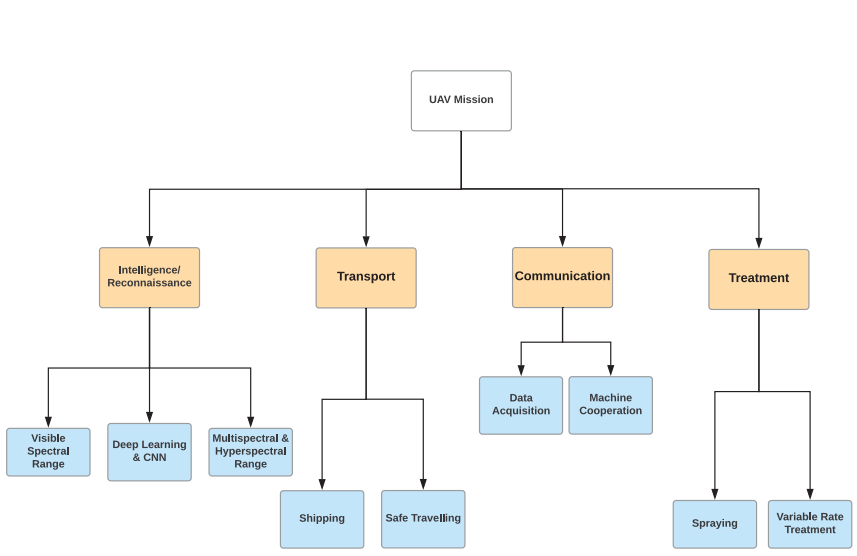 UAV Mission
Intelligence/
Reconnaissance
Transport
Communication
Treatment
Visible
Spectral
Range
Deep Learning
& CNN
Multispectral &
Hyperspectral
Range
Shipping
Safe Travelling
Data
Acquisition
Machine
Cooperation
Spraying
Variable Rate
Treatment